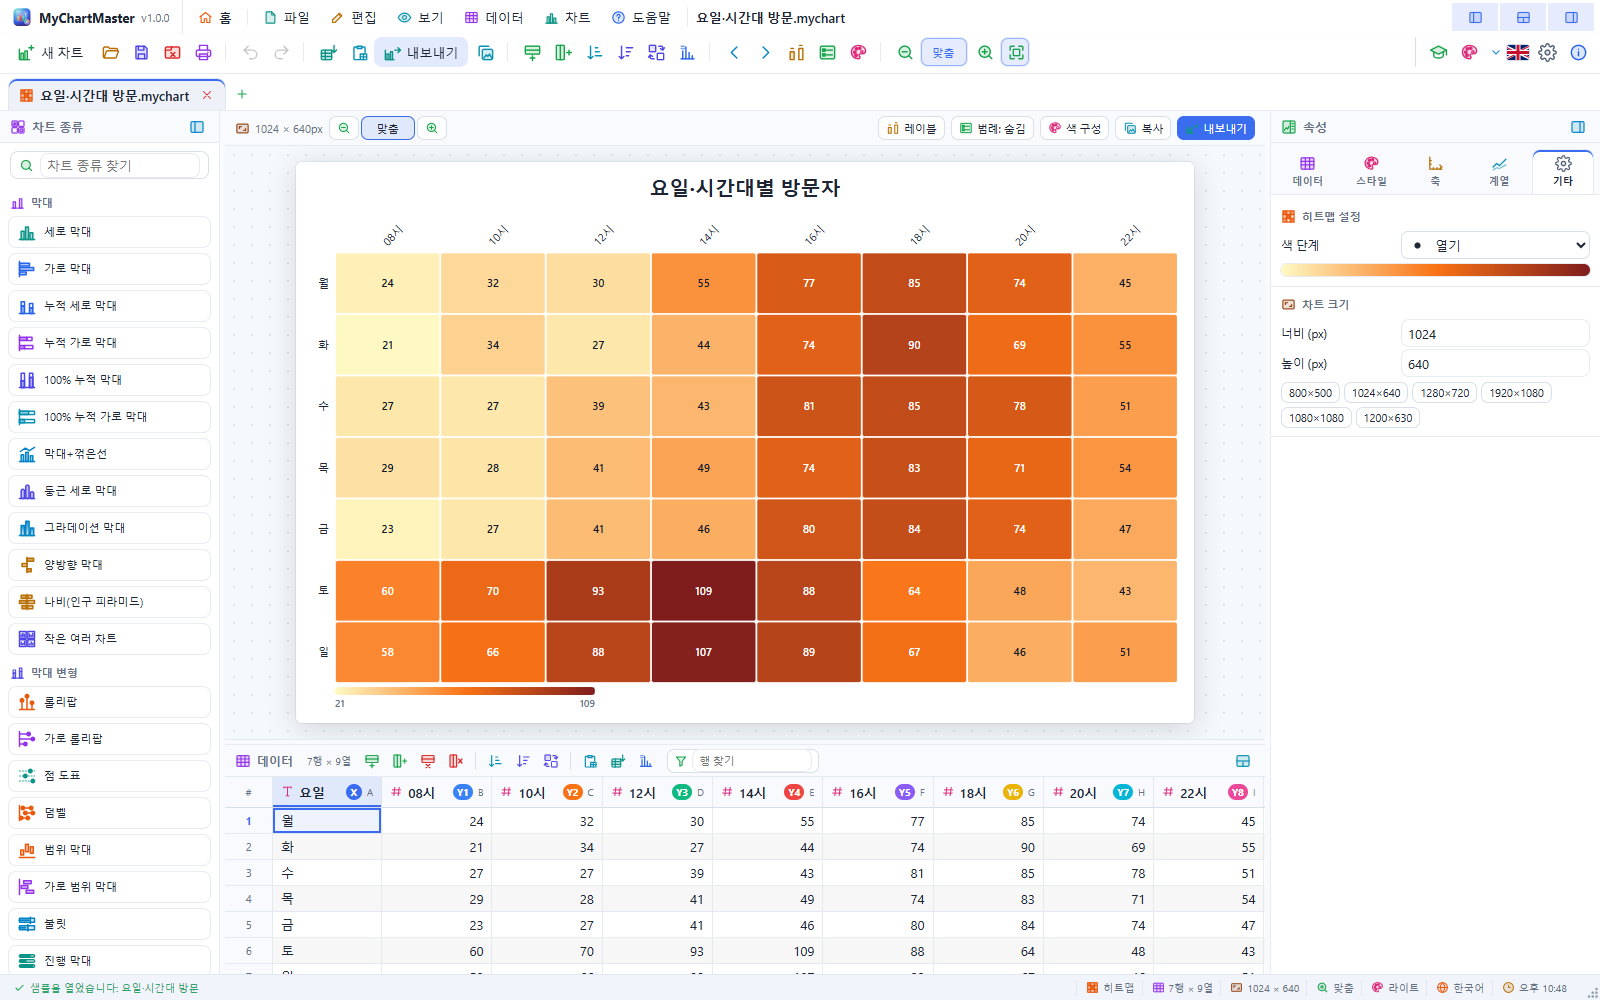 MyChartMaster v1.0.0 홈 파일 편집 보기 데이터 차트 도움말 요일·시간대 방문.mychart
새 차트 내보내기 맞춤
요일·시간대 방문.mychart
차트 종류
차트 종류 찾기
막대
세로 막대
가로 막대
누적 세로 막대
누적 가로 막대
100% 누적 막대
100% 누적 가로 막대
막대+꺾은선
둥근 세로 막대
그라데이션 막대
양방향 막대
나비(인구 피라미드)
작은 여러 차트
막대 변형
롤리팝
가로 롤리팝
점 도표
덤벨
범위 막대
가로 범위 막대
불릿
진행 막대
1024 × 640px 맞춤 레이블 범례: 숨김 색 구성 복사 내보내기
요일·시간대별 방문자
08시 10시 12시 14시 16시 18시 20시 22시
월 24 32 30 55 77 85 74 45
화 21 34 27 44 74 90 69 55
수 27 27 39 43 81 85 78 51
목 29 28 41 49 74 83 71 54
금 23 27 41 46 80 84 74 47
토 60 70 93 109 88 64 48 43
일 58 66 88 107 89 67 46 51
21 109
데이터 7행 × 9열 행 찾기
# 요일 X A # 08시 Y1 B # 10시 Y2 C # 12시 Y3 D # 14시 Y4 E # 16시 Y5 F # 18시 Y6 G # 20시 Y7 H # 22시 Y8 I
1 월 24 32 30 55 77 85 74 45
2 화 21 34 27 44 74 90 69 55
3 수 27 27 39 43 81 85 78 51
4 목 29 28 41 49 74 83 71 54
5 금 23 27 41 46 80 84 74 47
6 토 60 70 93 109 88 64 48 43
속성
데이터 스타일 축 계열 기타
히트맵 설정
색 단계 열기
차트 크기
너비 (px) 1024
높이 (px) 640
800×500 1024×640 1280×720 1920×1080
1080×1080 1200×630
샘플을 열었습니다: 요일·시간대 방문 히트맵 7행 × 9열 1024 × 640 맞춤 라이트 한국어 오후 10:48